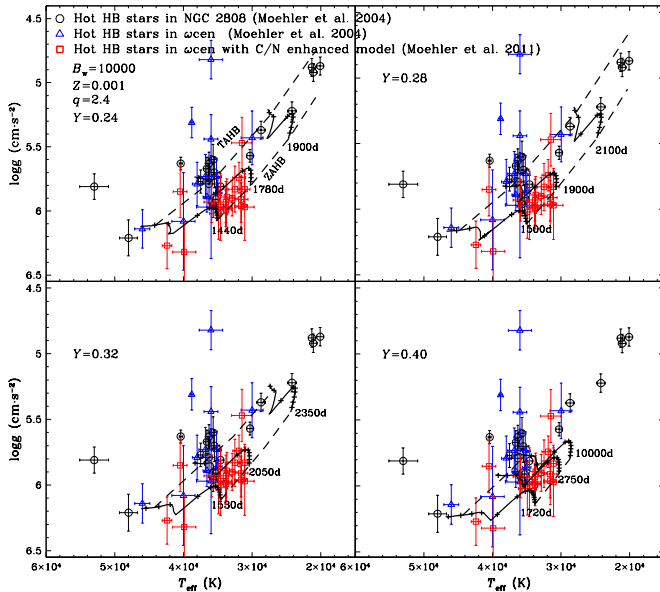 Hot HB stars in NGC 2808 (Moehler et al. 2004)
Hot HB stars in ωcen (Moehler et al. 2004)
Hot HB stars in ωcen with C/N enhanced model (Moehler et al. 2011)
B_w=10000
Z=0.001
q=2.4
Y=0.24
TAHB
ZAHB
1900d
1780d
1440d
Y=0.28
2100d
1900d
1500d
logg (cm·s⁻²)
4.5
5
5.5
6
6.5
Y=0.32
2350d
2050d
1530d
Y=0.40
10000d
2750d
1720d
logg (cm·s⁻²)
5
5.5
6
6.5
6×10⁴ 5×10⁴ 4×10⁴ 3×10⁴ 2×10⁴
5×10⁴ 4×10⁴ 3×10⁴ 2×10⁴
T_eff (K)
T_eff (K)